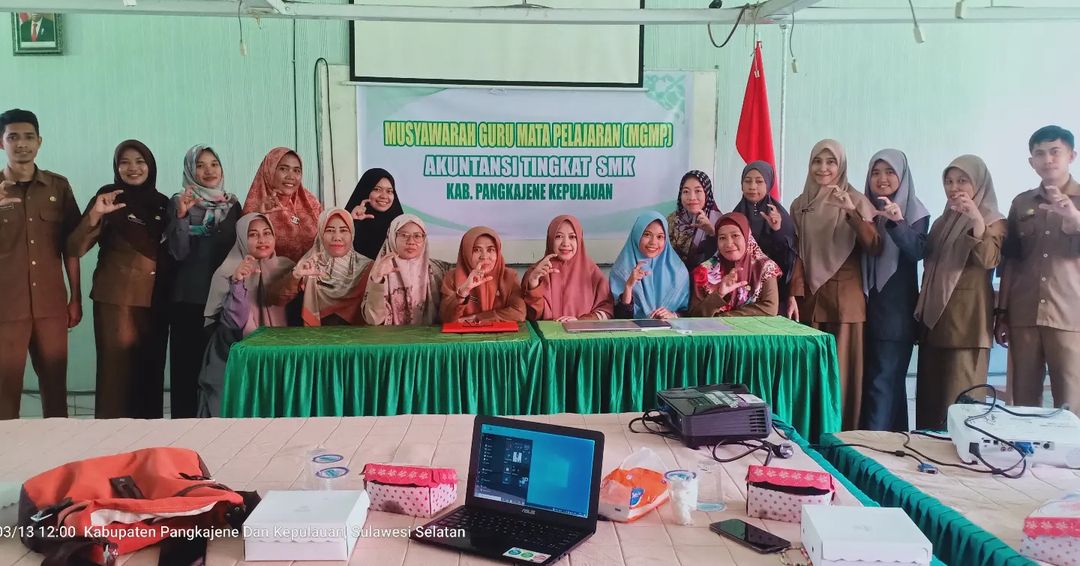 MUSYAWARAH GURU MATA PELAJARAN (MGMP)
AKUNTANSI TINGKAT SMK
KAB. PANGKAJENE KEPULAUAN
ASUS
03/13 12:00 Kabupaten Pangkajene Dan Kepulauan, Sulawesi Selatan